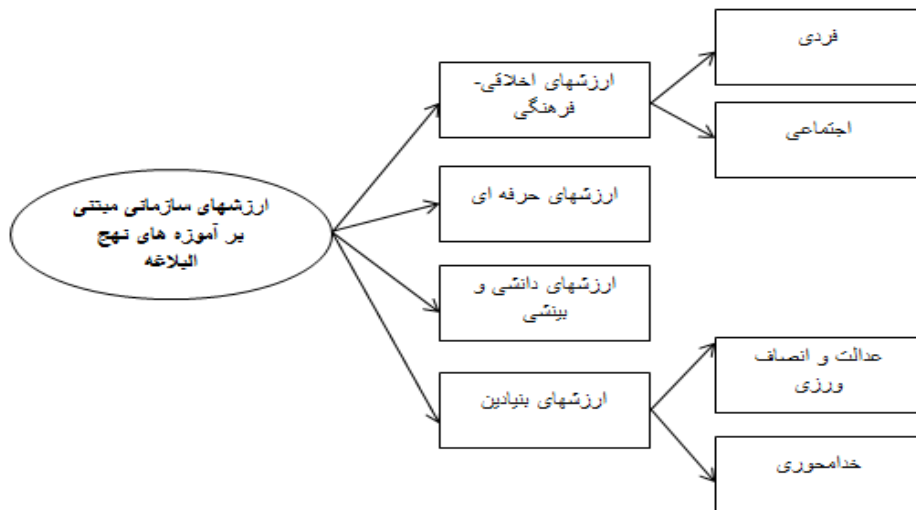 ارزشهای سازمانی مبتنی
بر آموزه های نهج
البلاغه
ارزشهای اخلاقی-
فرهنگی
فردی
اجتماعی
ارزشهای حرفه ای
ارزشهای دانشی و
بینشی
ارزشهای بنیادین
عدالت و انصاف
ورزی
خدامحوری